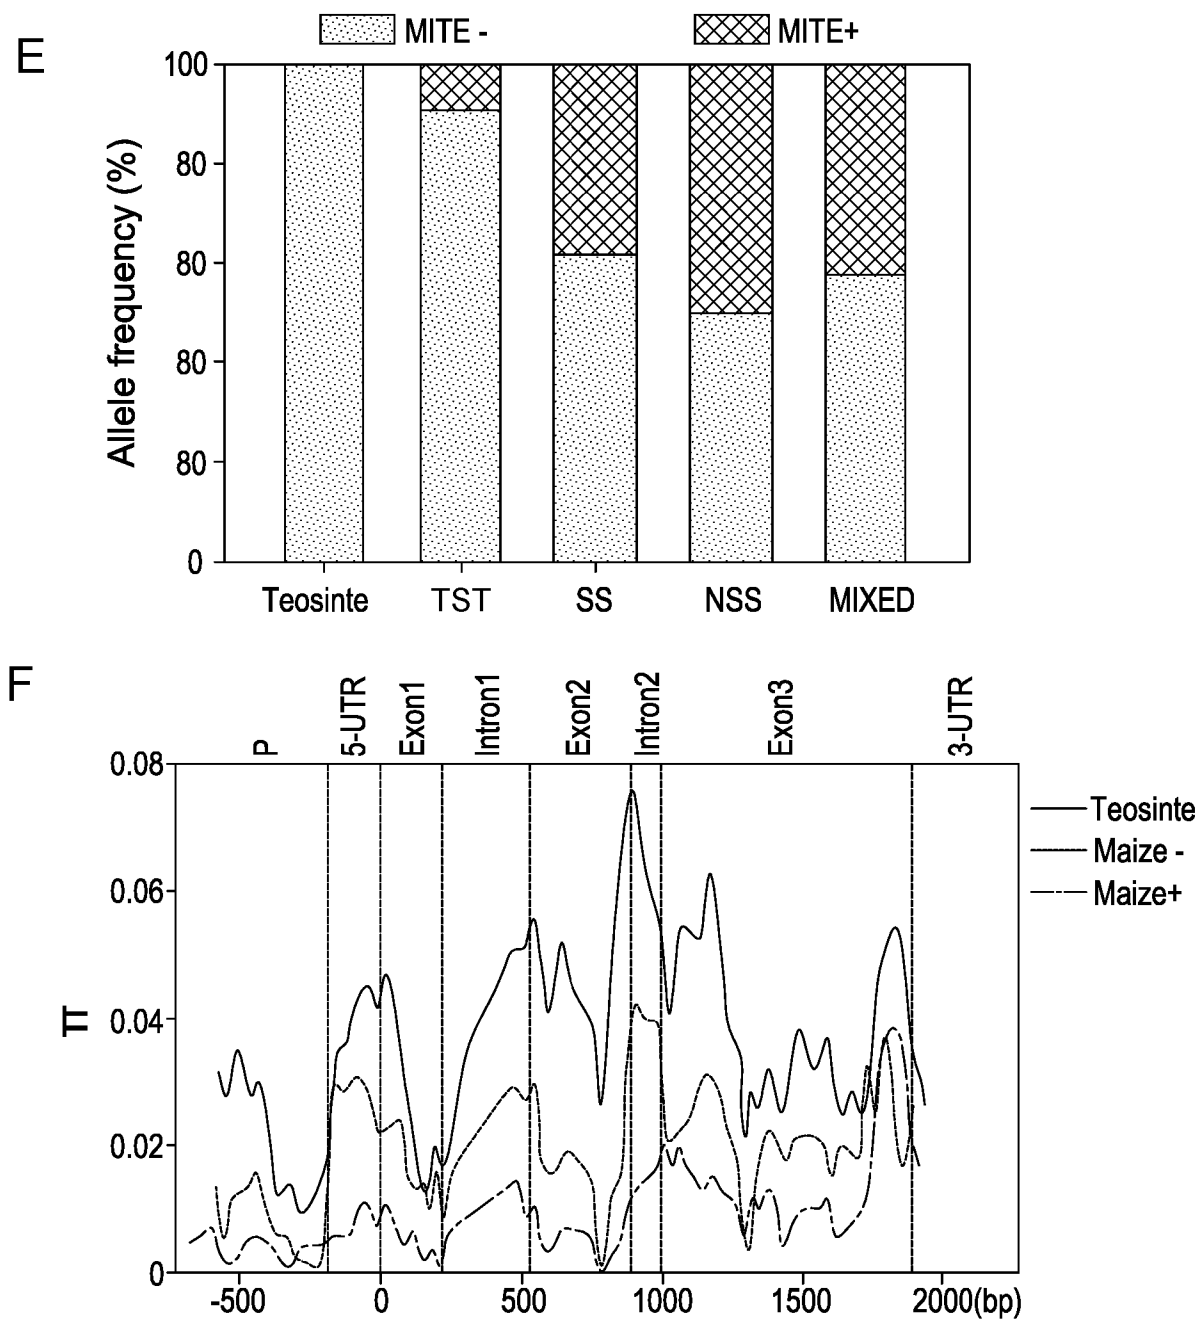 E
MITE -
MITE+
Allele frequency (%)
100
80
80
80
80
0
Teosinte
TST
SS
NSS
MIXED
F
P
5-UTR
Exon1
Intron1
Exon2
Intron2
Exon3
3-UTR
π
0.08
0.06
0.04
0.02
0
-500
0
500
1000
1500
2000(bp)
Teosinte
Maize -
Maize+